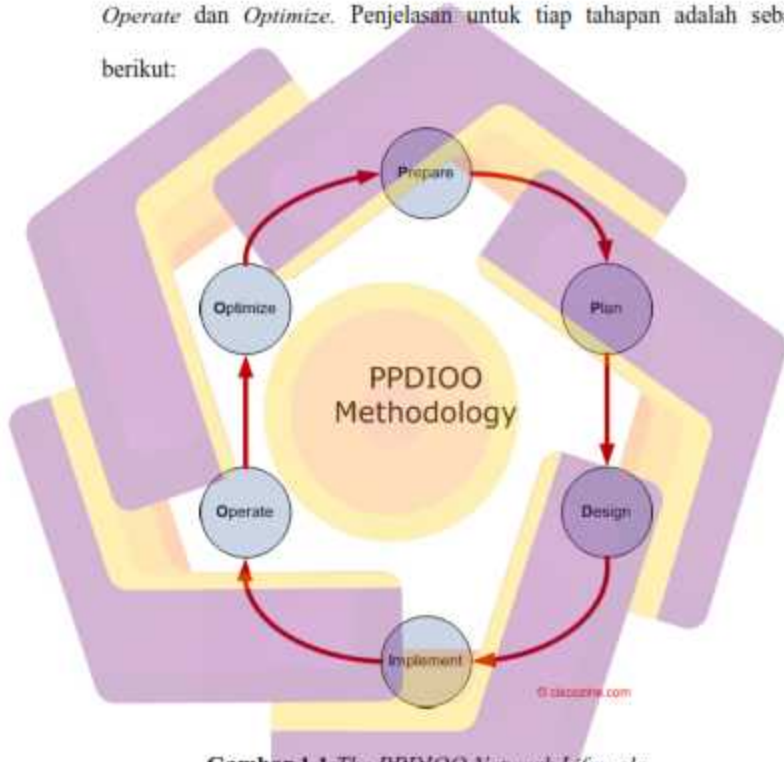 Operate dan Optimize. Penjelasan untuk tiap tahapan adalah seba
berikut:
Prepare
Optimize
Plan
PPDIOO
Methodology
Operate
Design
Implement
© ciscozine.com
Gambar 1.1 The PPDIOO Network Lifecycle